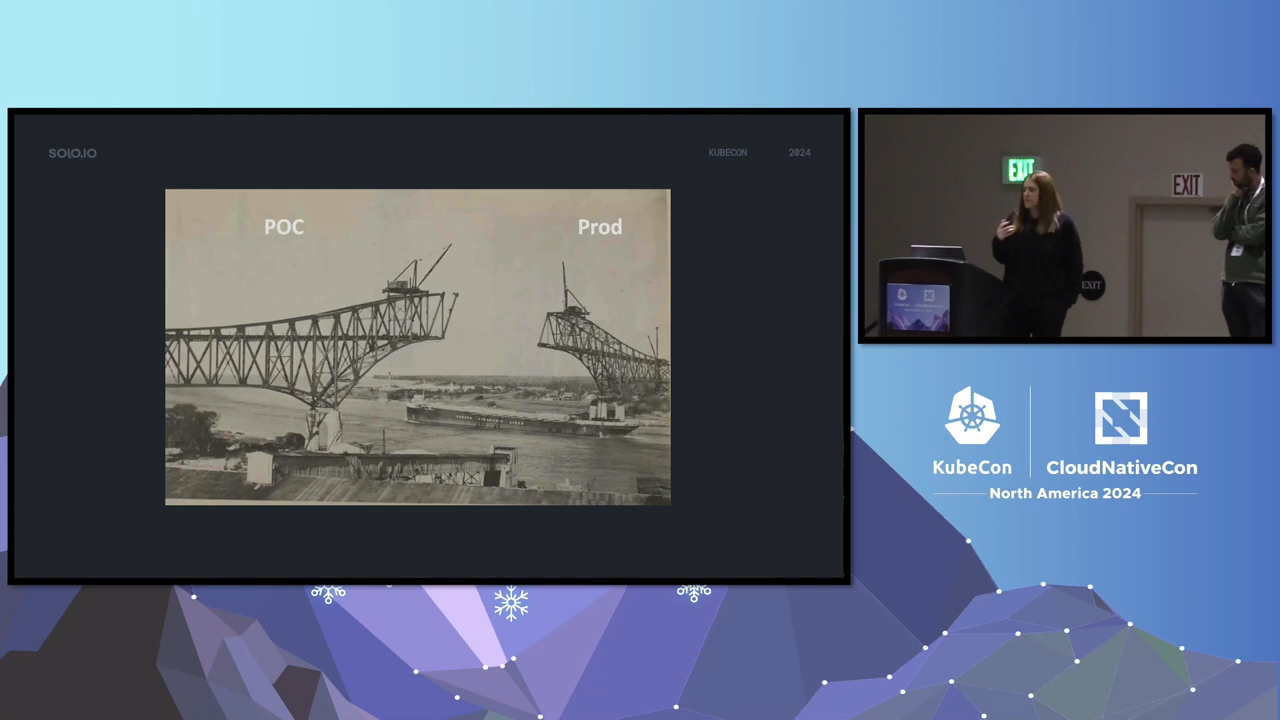 SOLO.IO
KUBECON 2024
POC
Prod
EXIT
EXIT
EXIT
KubeCon
CloudNativeCon
North America 2024